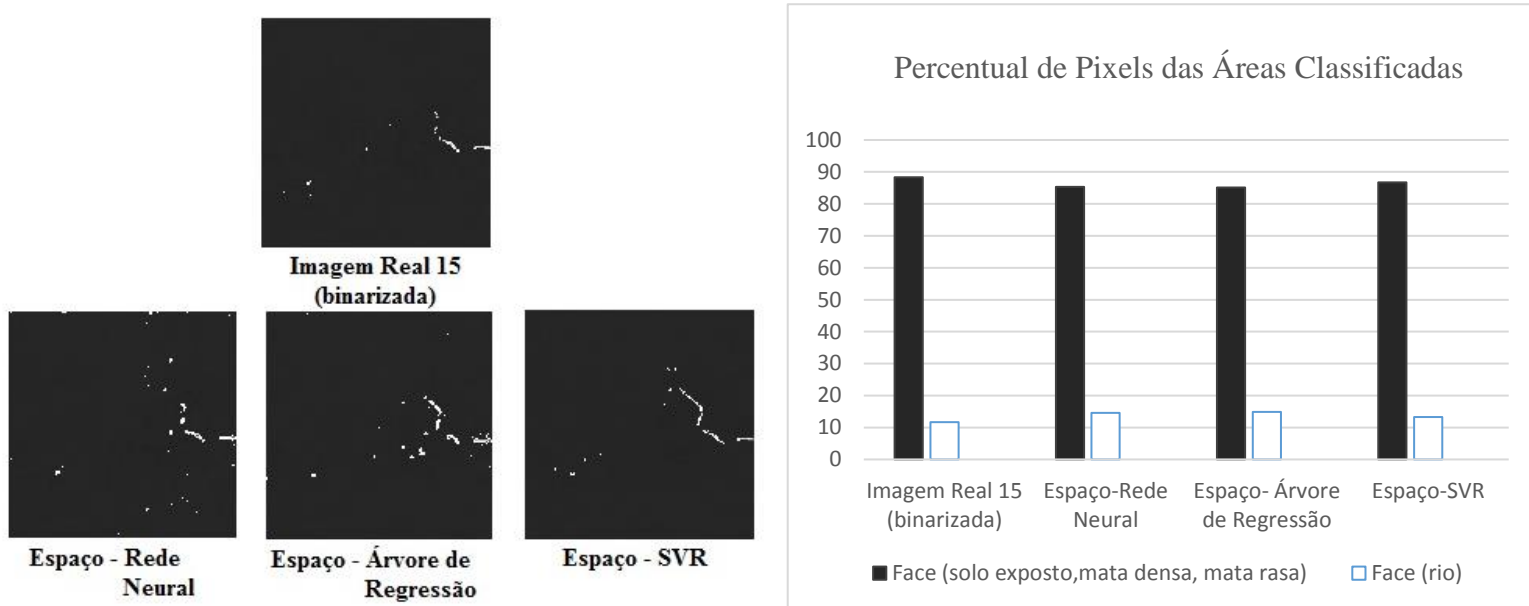 Imagem Real 15
(binarizada)
Espaço - Rede
Neural
Espaço - Árvore de
Regressão
Espaço - SVR
Percentual de Pixels das Áreas Classificadas
100
90
80
70
60
50
40
30
20
10
0
Imagem Real 15
(binarizada)
Espaço-Rede
Neural
Espaço- Árvore
de Regressão
Espaço-SVR
Face (solo exposto,mata densa, mata rasa)
Face (rio)